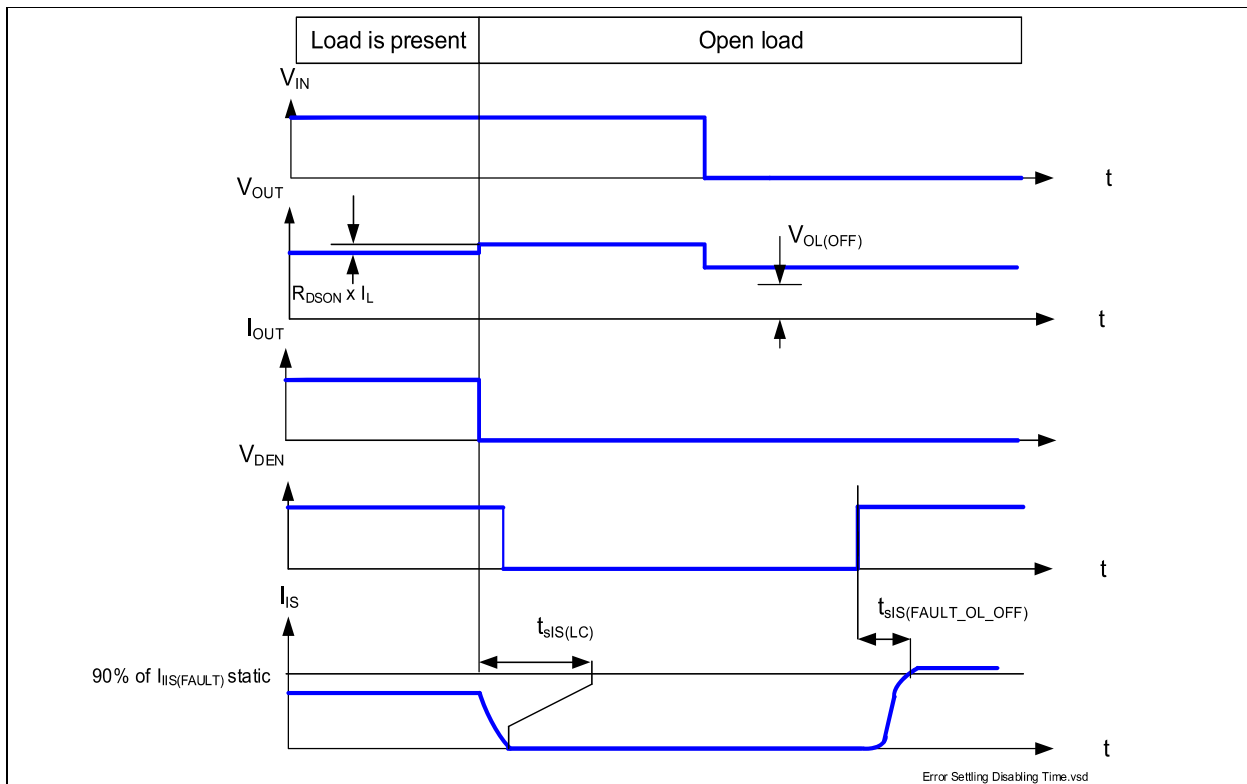 Load is present
Open load
VIN
t
VOUT
VOL(OFF)
RDSON x IL
t
IOUT
VDEN
t
IIS
tsIS(LC)
tsIS(FAULT_OL_OFF)
90% of IIIS(FAULT) static
t
Error Settling Disabling Time.vsd